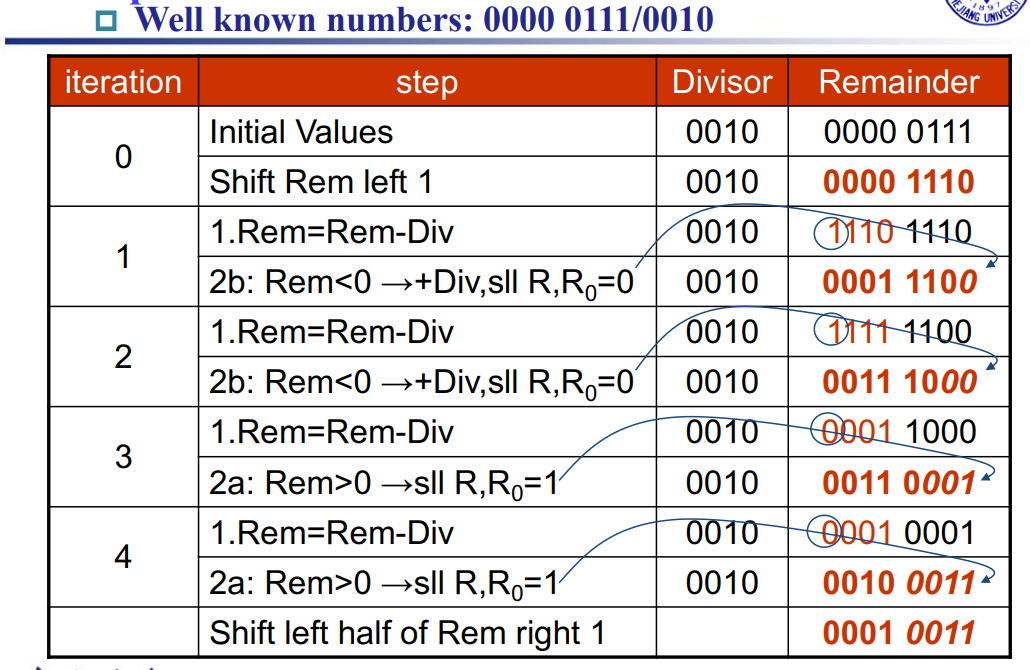 Well known numbers: 0000 0111/0010
iteration step Divisor Remainder
0
Initial Values 0010 0000 0111
Shift Rem left 1 0010 0000 1110
1
1.Rem=Rem-Div 0010 1110 1110
2b: Rem<0 →+Div,sll R,R₀=0 0010 0001 1100
2
1.Rem=Rem-Div 0010 1111 1100
2b: Rem<0 →+Div,sll R,R₀=0 0010 0011 1000
3
1.Rem=Rem-Div 0010 0001 1000
2a: Rem>0 →sll R,R₀=1 0010 0011 0001
4
1.Rem=Rem-Div 0010 0001 0001
2a: Rem>0 →sll R,R₀=1 0010 0010 0011
Shift left half of Rem right 1 0001 0011